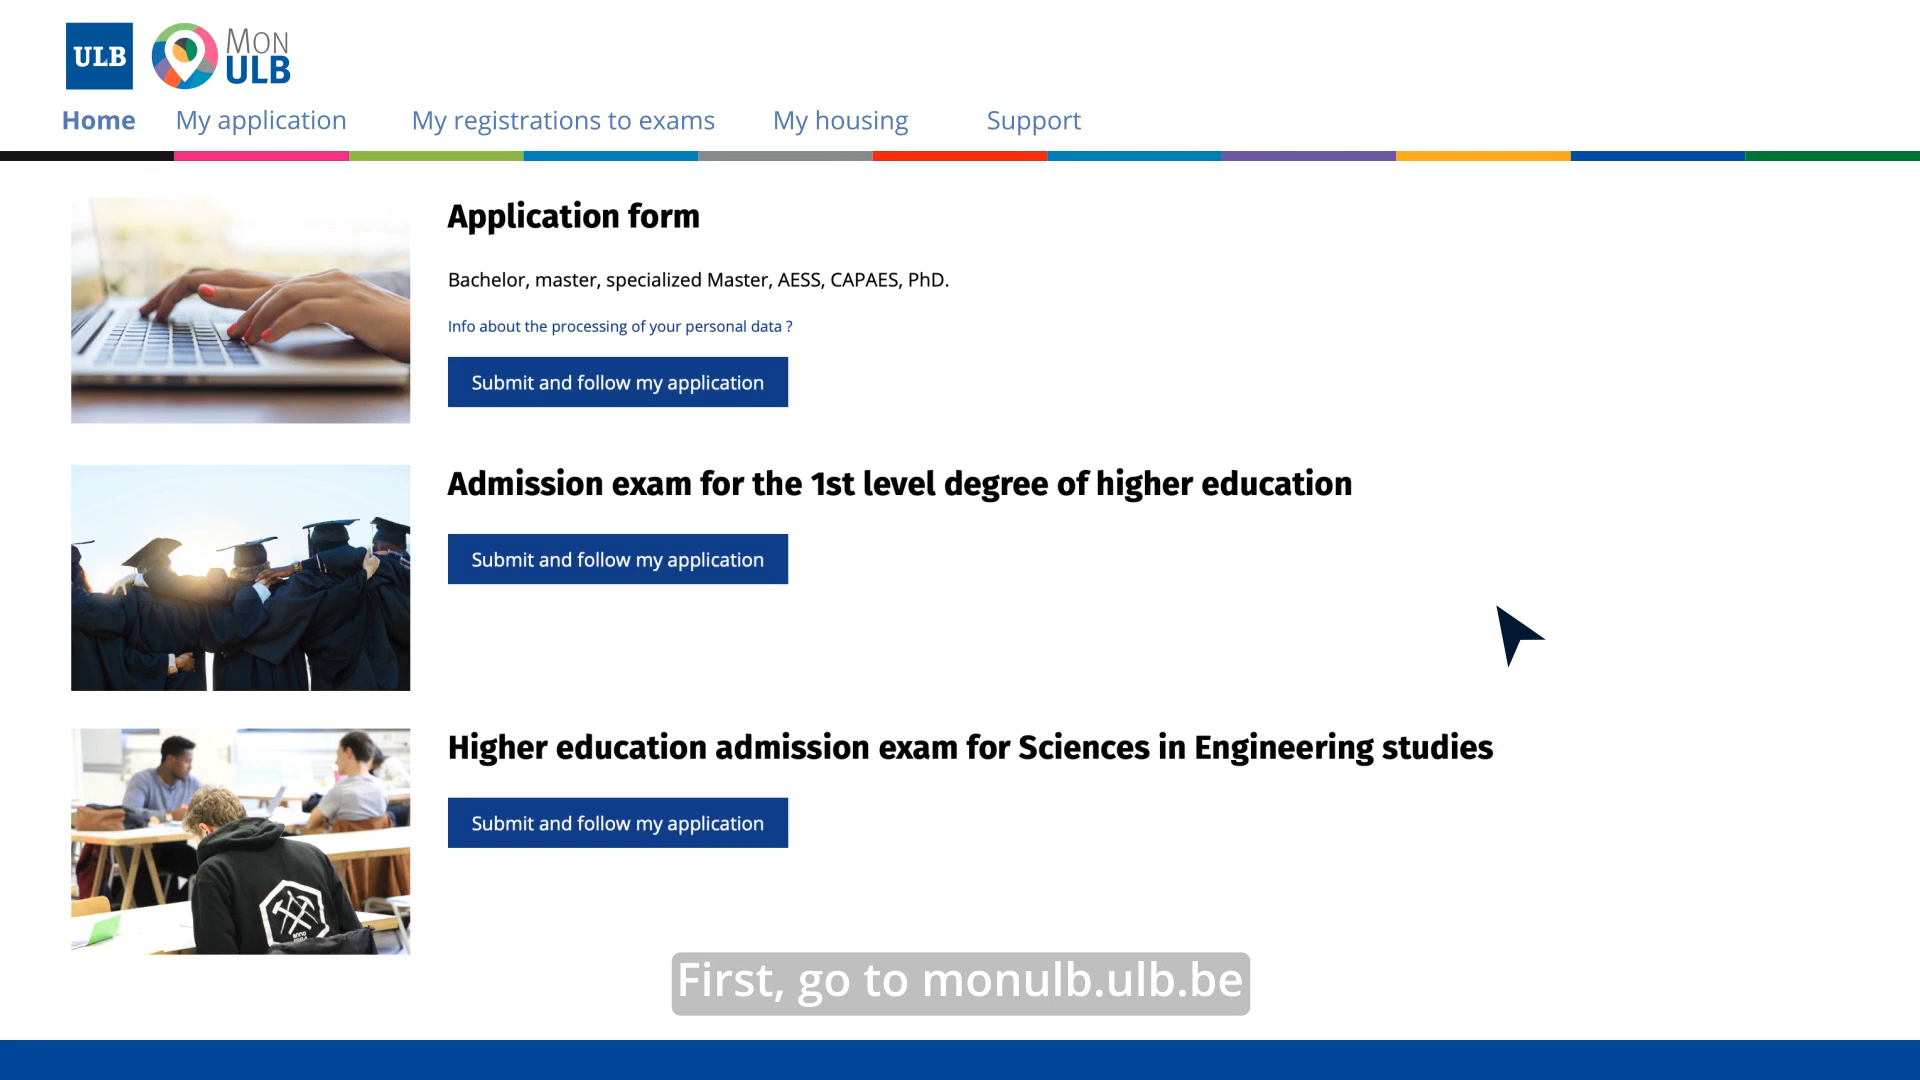 ULB
MON
ULB
Home My application My registrations to exams My housing Support
Application form
Bachelor, master, specialized Master, AESS, CAPAES, PhD.
Info about the processing of your personal data ?
Submit and follow my application
Admission exam for the 1st level degree of higher education
Submit and follow my application
Higher education admission exam for Sciences in Engineering studies
Submit and follow my application
First, go to monulb.ulb.be